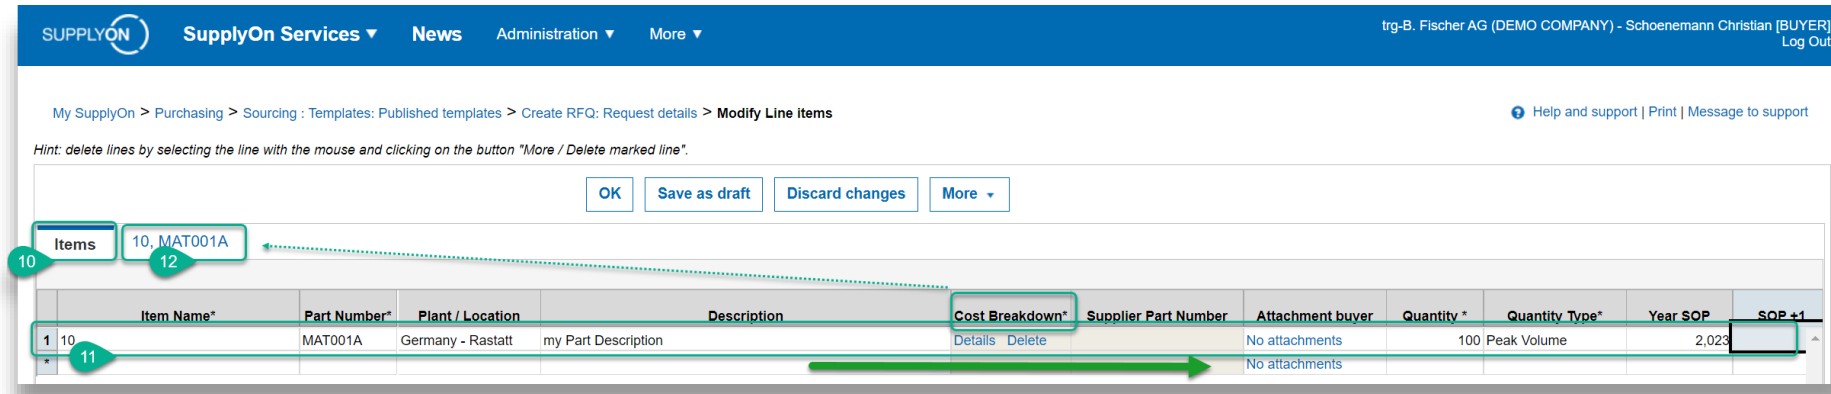 SUPPLYON SupplyOn Services ▼ News Administration ▼ More ▼ trg-B. Fischer AG (DEMO COMPANY) - Schoenemann Christian [BUYER]
Log Out
My SupplyOn > Purchasing > Sourcing : Templates: Published templates > Create RFQ: Request details > Modify Line items ? Help and support | Print | Message to support
Hint: delete lines by selecting the line with the mouse and clicking on the button "More / Delete marked line".
OK Save as draft Discard changes More
Items 10, MAT001A
10 12
Item Name* Part Number* Plant / Location Description Cost Breakdown* Supplier Part Number Attachment buyer Quantity * Quantity Type* Year SOP SOP +1
1 10 MAT001A Germany - Rastatt my Part Description Details Delete No attachments 100 Peak Volume 2,023
11
* No attachments